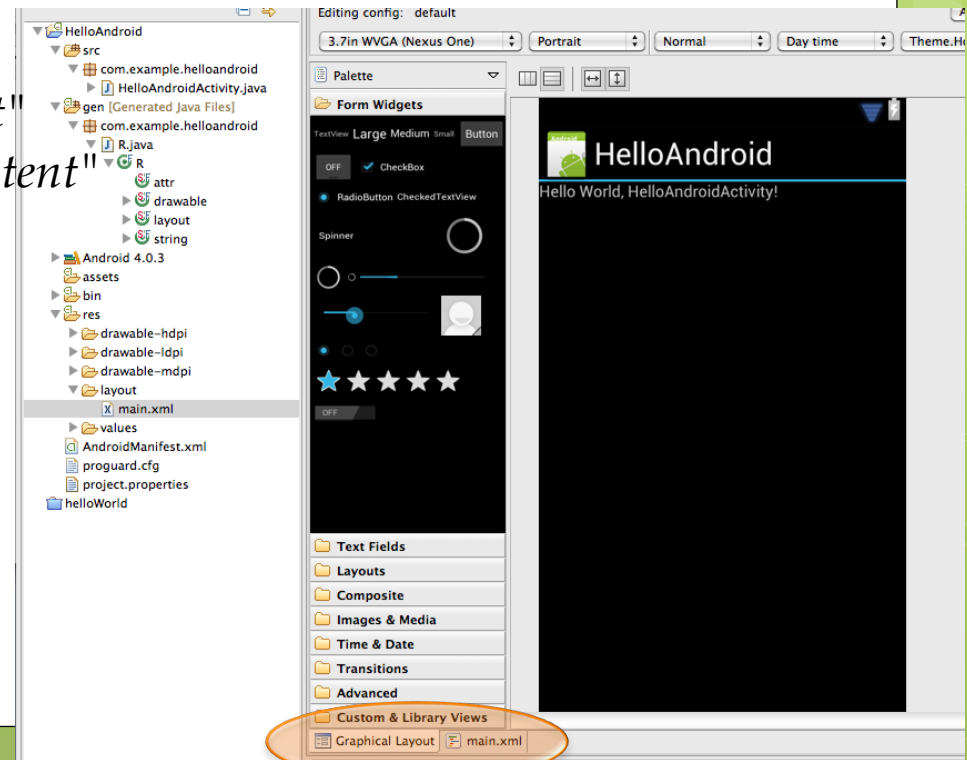 t"
tent"
HelloAndroid
src
com.example.helloandroid
HelloAndroidActivity.java
gen [Generated Java Files]
com.example.helloandroid
R.java
R
attr
drawable
layout
string
Android 4.0.3
assets
bin
res
drawable-hdpi
drawable-ldpi
drawable-mdpi
layout
main.xml
values
AndroidManifest.xml
proguard.cfg
project.properties
helloWorld
Editing config: default
3.7in WVGA (Nexus One) Portrait Normal Day time Theme.Ho
Palette
Form Widgets
TextView Large Medium Small Button
OFF CheckBox
RadioButton CheckedTextView
Spinner
OFF
Text Fields
Layouts
Composite
Images & Media
Time & Date
Transitions
Advanced
Custom & Library Views
Graphical Layout main.xml
Android
HelloAndroid
Hello World, HelloAndroidActivity!